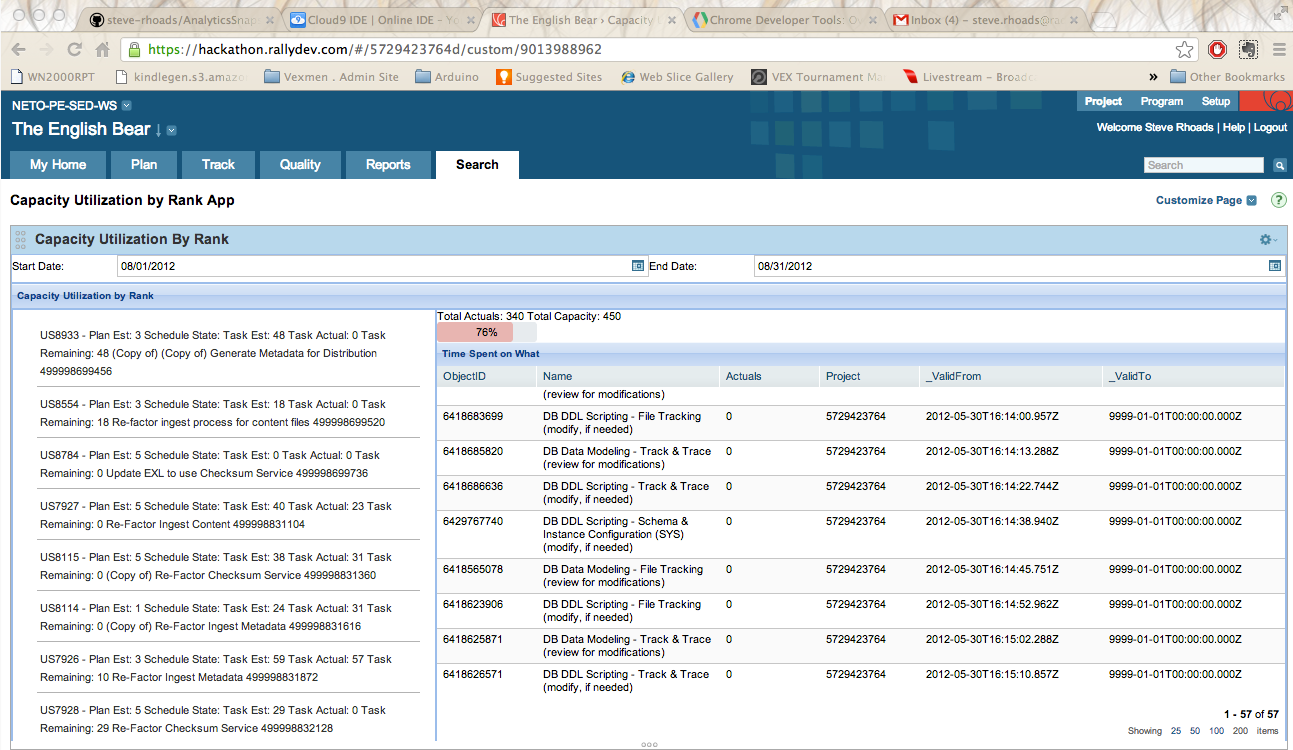 steve-rhoads/AnalyticsSnap
Cloud9 IDE | Online IDE – Yo
The English Bear › Capacity
Chrome Developer Tools: Ov
Inbox (4) – steve.rhoads@ra
https://hackathon.rallydev.com/#/5729423764d/custom/9013988962
WN2000RPT kindlegen.s3.amazo Vexmen . Admin Site Arduino Suggested Sites Web Slice Gallery VEX Tournament Ma Livestream – Broadc » Other Bookmarks
NETO-PE-SED-WS
Project Program Setup
The English Bear ↓
Welcome Steve Rhoads | Help | Logout
My Home Plan Track Quality Reports Search
Search
Capacity Utilization by Rank App
Customize Page ?
Capacity Utilization By Rank
Start Date: 08/01/2012 End Date: 08/31/2012
Capacity Utilization by Rank
US8933 - Plan Est: 3 Schedule State: Task Est: 48 Task Actual: 0 Task
Remaining: 48 (Copy of) (Copy of) Generate Metadata for Distribution
499998699456
US8554 - Plan Est: 3 Schedule State: Task Est: 18 Task Actual: 0 Task
Remaining: 18 Re-factor ingest process for content files 499998699520
US8784 - Plan Est: 5 Schedule State: Task Est: 0 Task Actual: 0 Task
Remaining: 0 Update EXL to use Checksum Service 499998699736
US7927 - Plan Est: 5 Schedule State: Task Est: 40 Task Actual: 23 Task
Remaining: 0 Re-Factor Ingest Content 499998831104
US8115 - Plan Est: 5 Schedule State: Task Est: 38 Task Actual: 31 Task
Remaining: 0 (Copy of) Re-Factor Checksum Service 499998831360
US8114 - Plan Est: 1 Schedule State: Task Est: 24 Task Actual: 31 Task
Remaining: 0 (Copy of) Re-Factor Ingest Metadata 499998831616
US7926 - Plan Est: 3 Schedule State: Task Est: 59 Task Actual: 57 Task
Remaining: 10 Re-Factor Ingest Metadata 499998831872
US7928 - Plan Est: 5 Schedule State: Task Est: 29 Task Actual: 0 Task
Remaining: 29 Re-Factor Checksum Service 499998832128
Total Actuals: 340 Total Capacity: 450
76%
Time Spent on What
ObjectID Name Actuals Project _ValidFrom _ValidTo
(review for modifications)
6418683699 DB DDL Scripting - File Tracking 0 5729423764 2012-05-30T16:14:00.957Z 9999-01-01T00:00:00.000Z
(modify, if needed)
6418685820 DB Data Modeling - Track & Trace 0 5729423764 2012-05-30T16:14:13.288Z 9999-01-01T00:00:00.000Z
(review for modifications)
6418686636 DB DDL Scripting - Track & Trace 0 5729423764 2012-05-30T16:14:22.744Z 9999-01-01T00:00:00.000Z
(modify, if needed)
6429767740 DB DDL Scripting - Schema & 0 5729423764 2012-05-30T16:14:38.940Z 9999-01-01T00:00:00.000Z
Instance Configuration (SYS)
(modify, if needed)
6418565078 DB Data Modeling - File Tracking 0 5729423764 2012-05-30T16:14:45.751Z 9999-01-01T00:00:00.000Z
(review for modifications)
6418623906 DB DDL Scripting - File Tracking 0 5729423764 2012-05-30T16:14:52.962Z 9999-01-01T00:00:00.000Z
(modify, if needed)
6418625871 DB Data Modeling - Track & Trace 0 5729423764 2012-05-30T16:15:02.288Z 9999-01-01T00:00:00.000Z
(review for modifications)
6418626571 DB DDL Scripting - Track & Trace 0 5729423764 2012-05-30T16:15:10.857Z 9999-01-01T00:00:00.000Z
(modify, if needed)
1 - 57 of 57
Showing 25 50 100 200 items